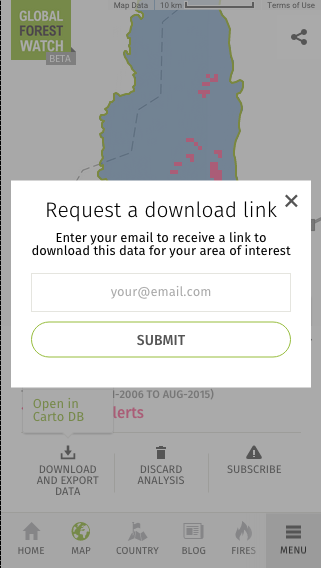 GLOBAL
FOREST
WATCH
BETA
Map Data
10 km
Terms of Use
Request a download link
Enter your email to receive a link to
download this data for your area of interest
your@email.com
SUBMIT
-2006 TO AUG-2015)
lerts
Open in
Carto DB
DOWNLOAD
AND EXPORT
DATA
DISCARD
ANALYSIS
SUBSCRIBE
HOME
MAP
COUNTRY
BLOG
FIRES
MENU